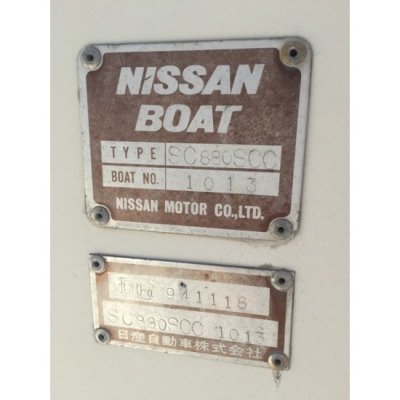 NISSAN
BOAT
TYPE SC880SCC
BOAT NO. 1013
NISSAN MOTOR CO.,LTD.
941118
SC880SCC 1013
日産自動車株式会社